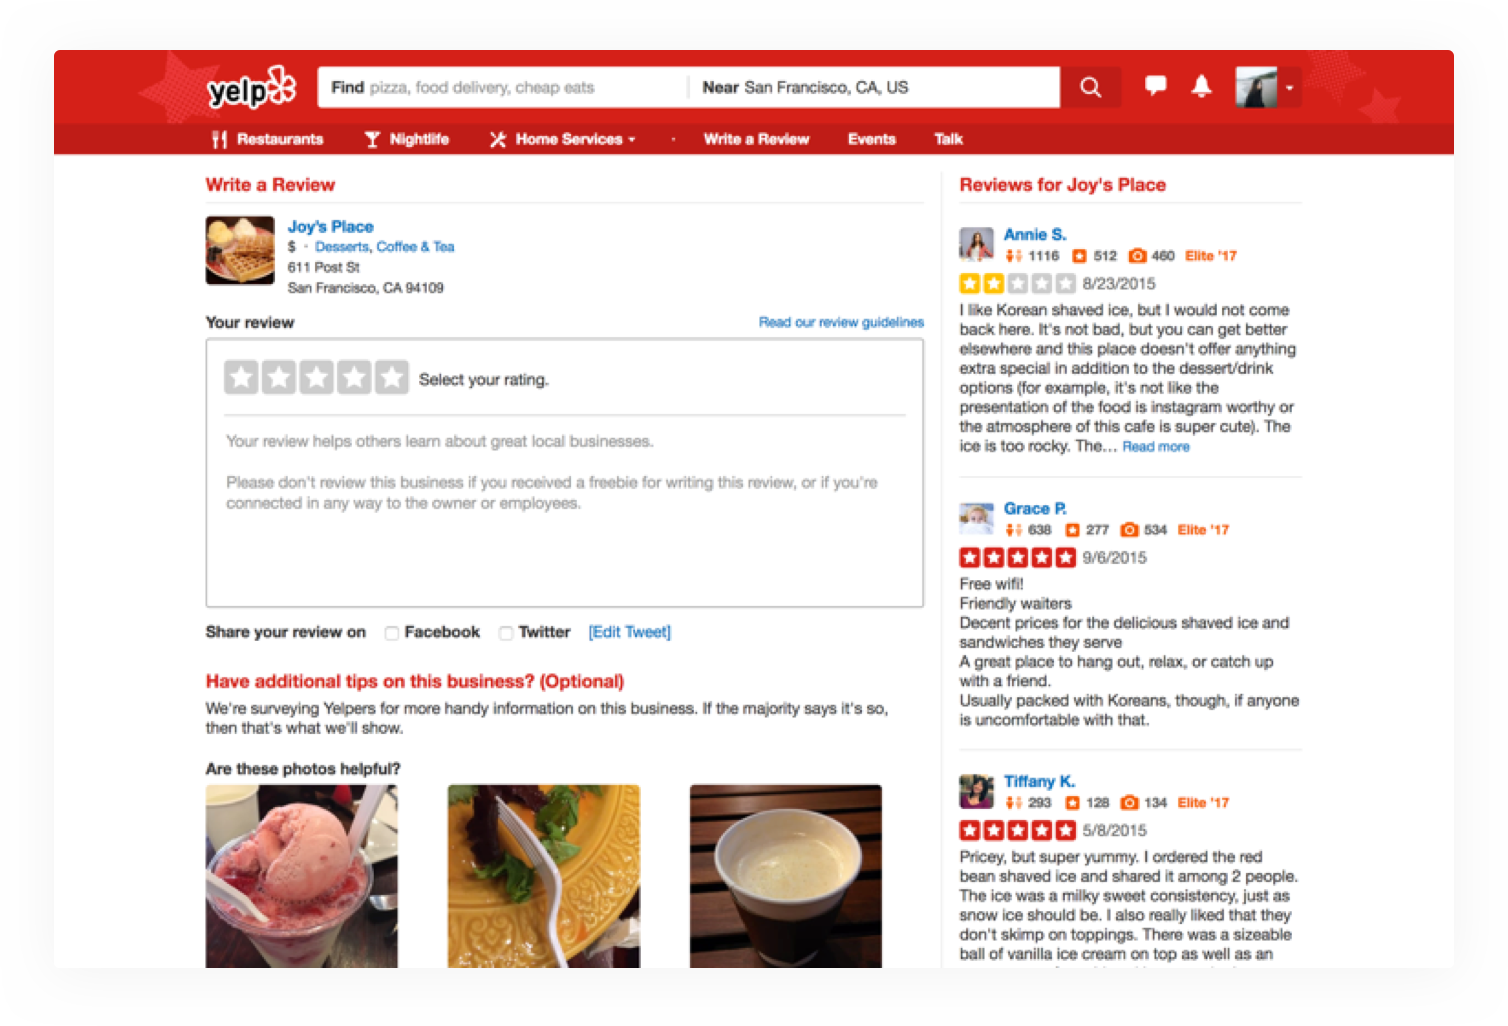 yelp
Find pizza, food delivery, cheap eats
Near San Francisco, CA, US
Restaurants
Nightlife
Home Services
Write a Review
Events
Talk
Write a Review
Joy's Place
$ · Desserts, Coffee & Tea
611 Post St
San Francisco, CA 94109
Your review
Read our review guidelines
Select your rating.
Your review helps others learn about great local businesses.
Please don't review this business if you received a freebie for writing this review, or if you're
connected in any way to the owner or employees.
Share your review on
Facebook
Twitter
[Edit Tweet]
Have additional tips on this business? (Optional)
We're surveying Yelpers for more handy information on this business. If the majority says it's so,
then that's what we'll show.
Are these photos helpful?
Reviews for Joy's Place
Annie S.
1116 512 460 Elite '17
8/23/2015
I like Korean shaved ice, but I would not come
back here. It's not bad, but you can get better
elsewhere and this place doesn't offer anything
extra special in addition to the dessert/drink
options (for example, it's not like the
presentation of the food is instagram worthy or
the atmosphere of this cafe is super cute). The
ice is too rocky. The... Read more
Grace P.
638 277 534 Elite '17
9/6/2015
Free wifi!
Friendly waiters
Decent prices for the delicious shaved ice and
sandwiches they serve
A great place to hang out, relax, or catch up
with a friend.
Usually packed with Koreans, though, if anyone
is uncomfortable with that.
Tiffany K.
293 128 134 Elite '17
5/8/2015
Pricey, but super yummy. I ordered the red
bean shaved ice and shared it among 2 people.
The ice was a milky sweet consistency, just as
snow ice should be. I also really liked that they
don't skimp on toppings. There was a sizeable
ball of vanilla ice cream on top as well as an